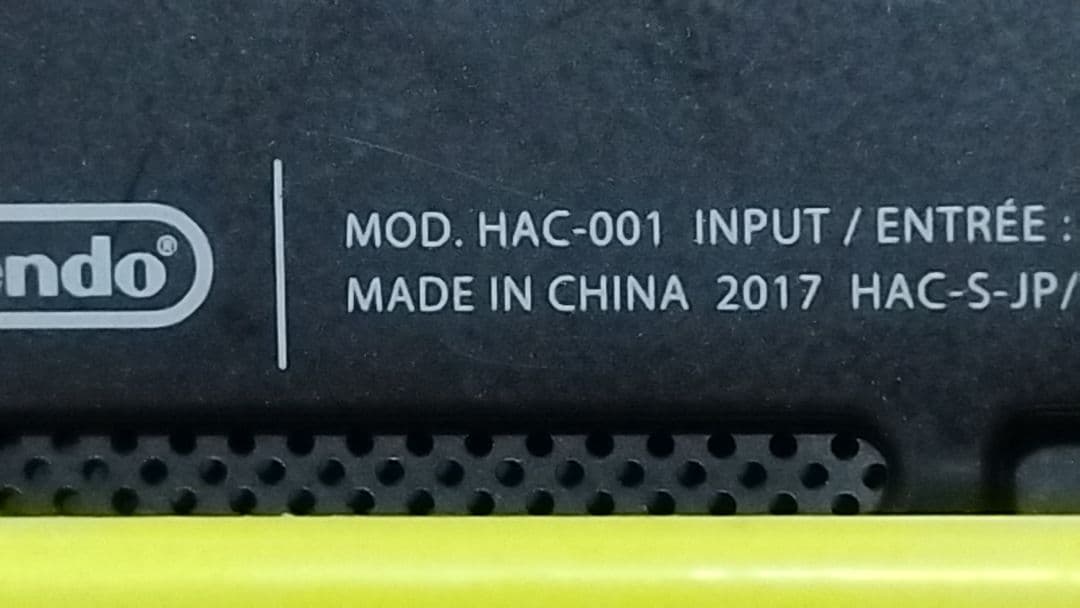 endo®
MOD. HAC-001 INPUT / ENTRÉE :
MADE IN CHINA 2017 HAC-S-JP/